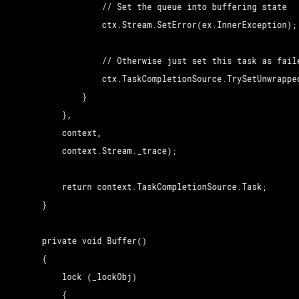 // Set the queue into buffering state
ctx.Stream.SetError(ex.InnerException);
// Otherwise just set this task as faile
ctx.TaskCompletionSource.TrySetUnwrapped
}
},
context,
context.Stream._trace);
return context.TaskCompletionSource.Task;
}
private void Buffer()
{
lock (_lockObj)
{